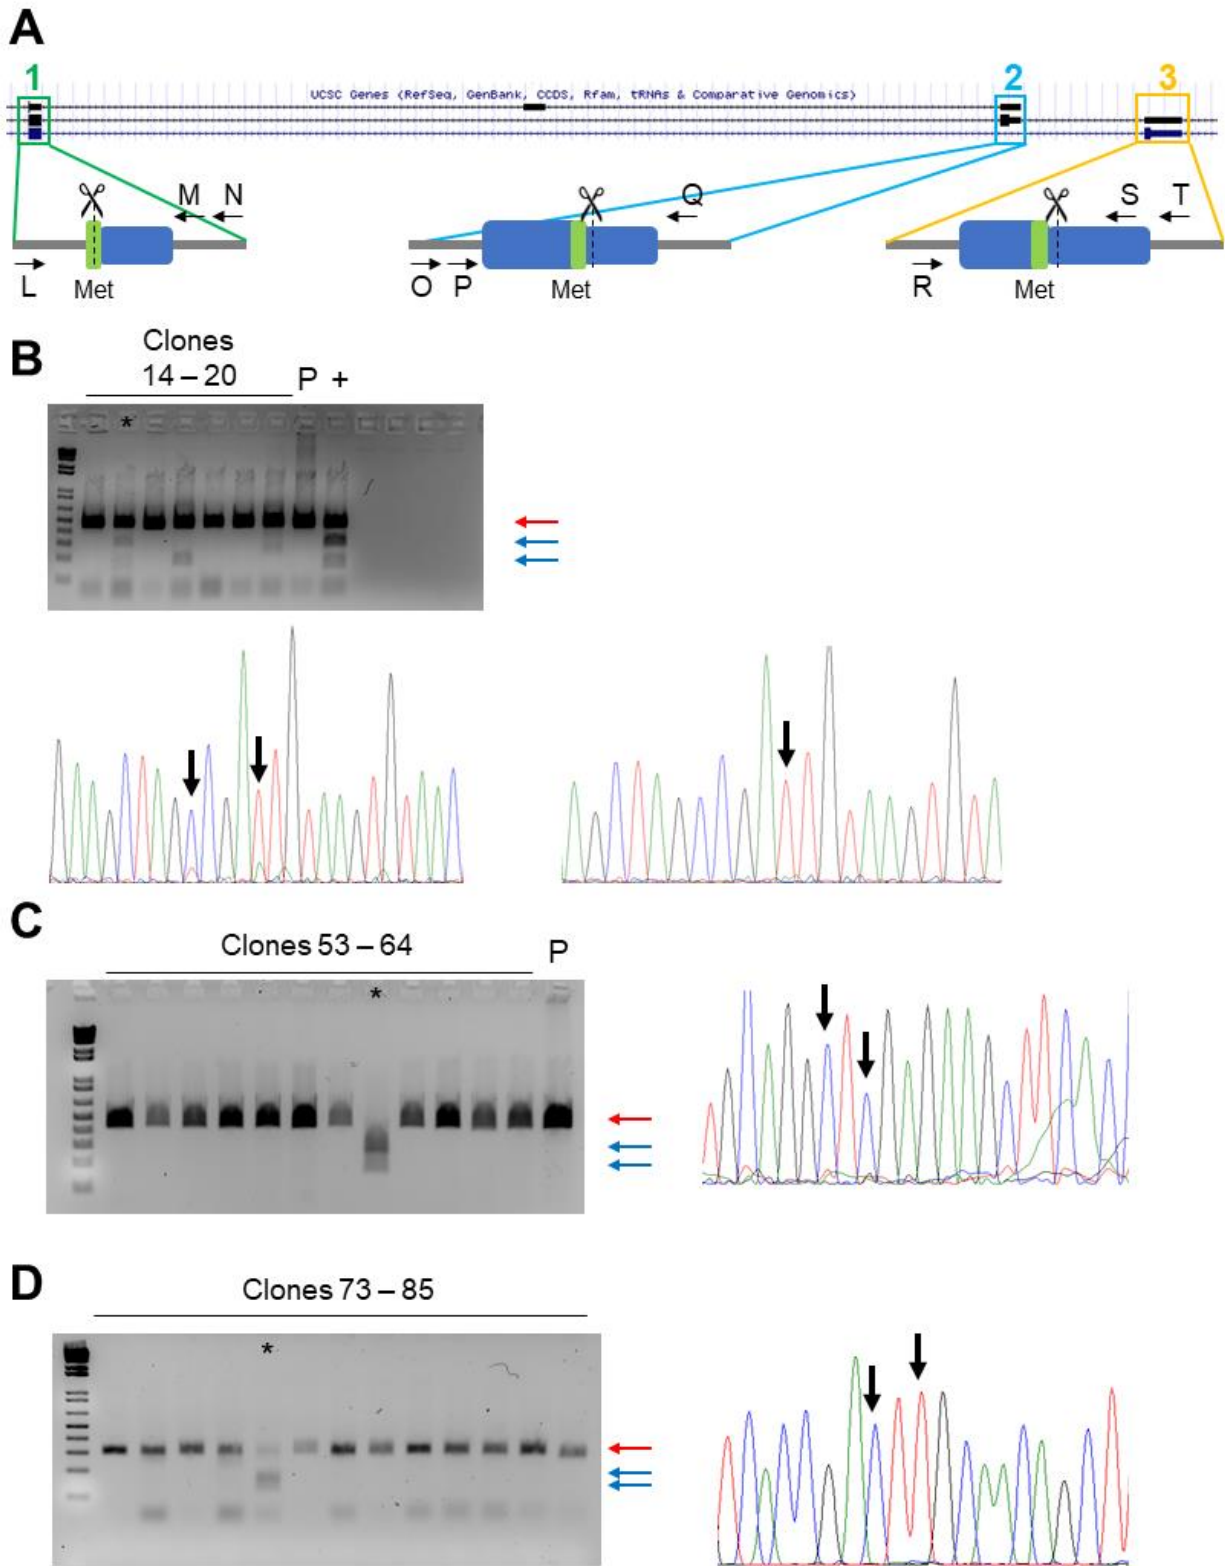 A
1
2
3
UCSC Genes (RefSeq, GenBank, CCDS, Rfam, tRNAs & Comparative Genomics)
M N
Q
S T
L
Met
O P
Met
R
Met
B
Clones
14 – 20
P +
*
C
Clones 53 – 64
P
*
D
Clones 73 – 85
*